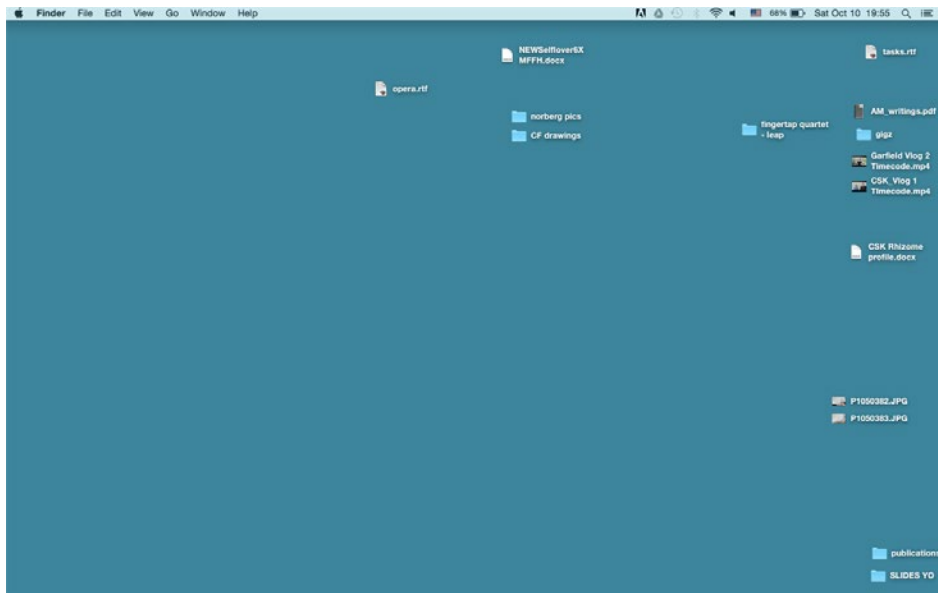 Finder File Edit View Go Window Help 68% Sat Oct 10 19:55
NEWSelflover6X
MFFH.docx
tasks.rtf
opera.rtf
AM_writings.pdf
norberg pics
fingertap quartet
- leap
CF drawings
gigz
Garfield Vlog 2
Timecode.mp4
CSK_Vlog 1
Timecode.mp4
CSK Rhizome
profile.docx
P1050382.JPG
P1050383.JPG
publications
SLIDES YO